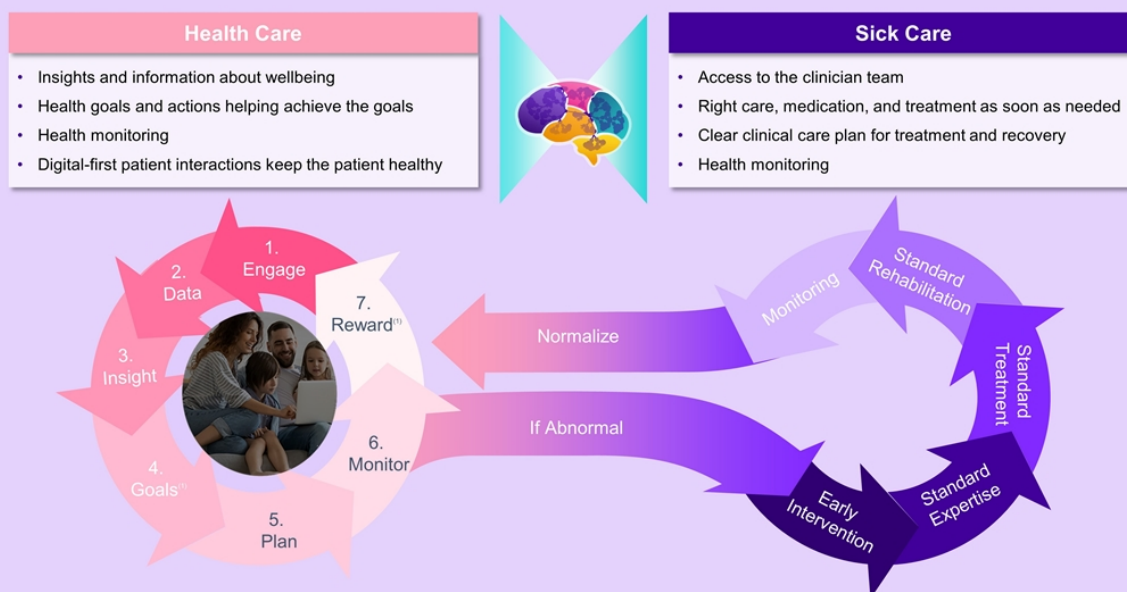 Health Care
• Insights and information about wellbeing
• Health goals and actions helping achieve the goals
• Health monitoring
• Digital-first patient interactions keep the patient healthy
Sick Care
• Access to the clinician team
• Right care, medication, and treatment as soon as needed
• Clear clinical care plan for treatment and recovery
• Health monitoring
1.
Engage
2.
Data
3.
Insight
4.
Goals(1)
5.
Plan
6.
Monitor
7.
Reward(1)
Normalize
If Abnormal
Early
Intervention
Standard
Expertise
Standard
Treatment
Standard
Rehabilitation
Monitoring